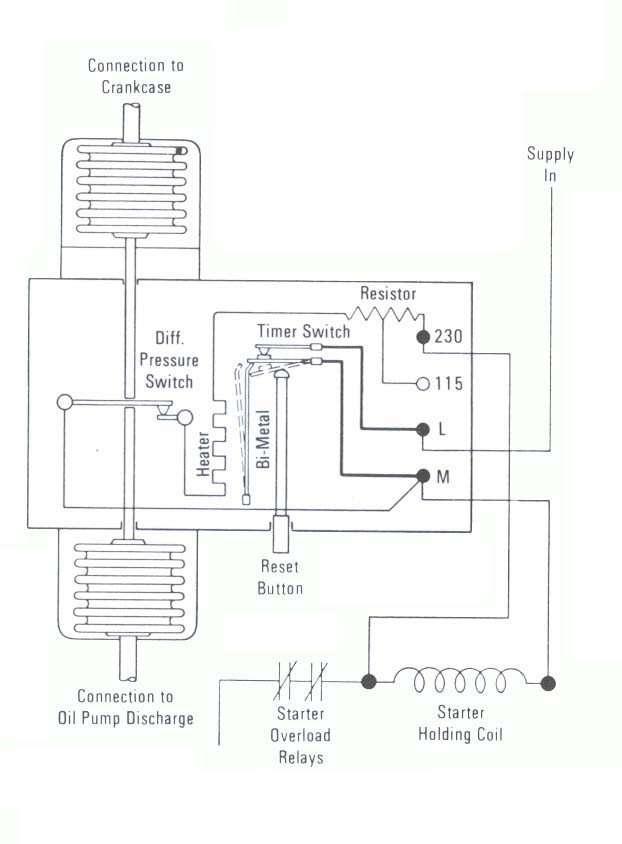 Connection to
Crankcase
Supply
In
Resistor
Timer Switch
230
Diff.
Pressure
Switch
115
Heater
Bi-Metal
L
M
Reset
Button
Connection to
Oil Pump Discharge
Starter
Overload
Relays
Starter
Holding Coil